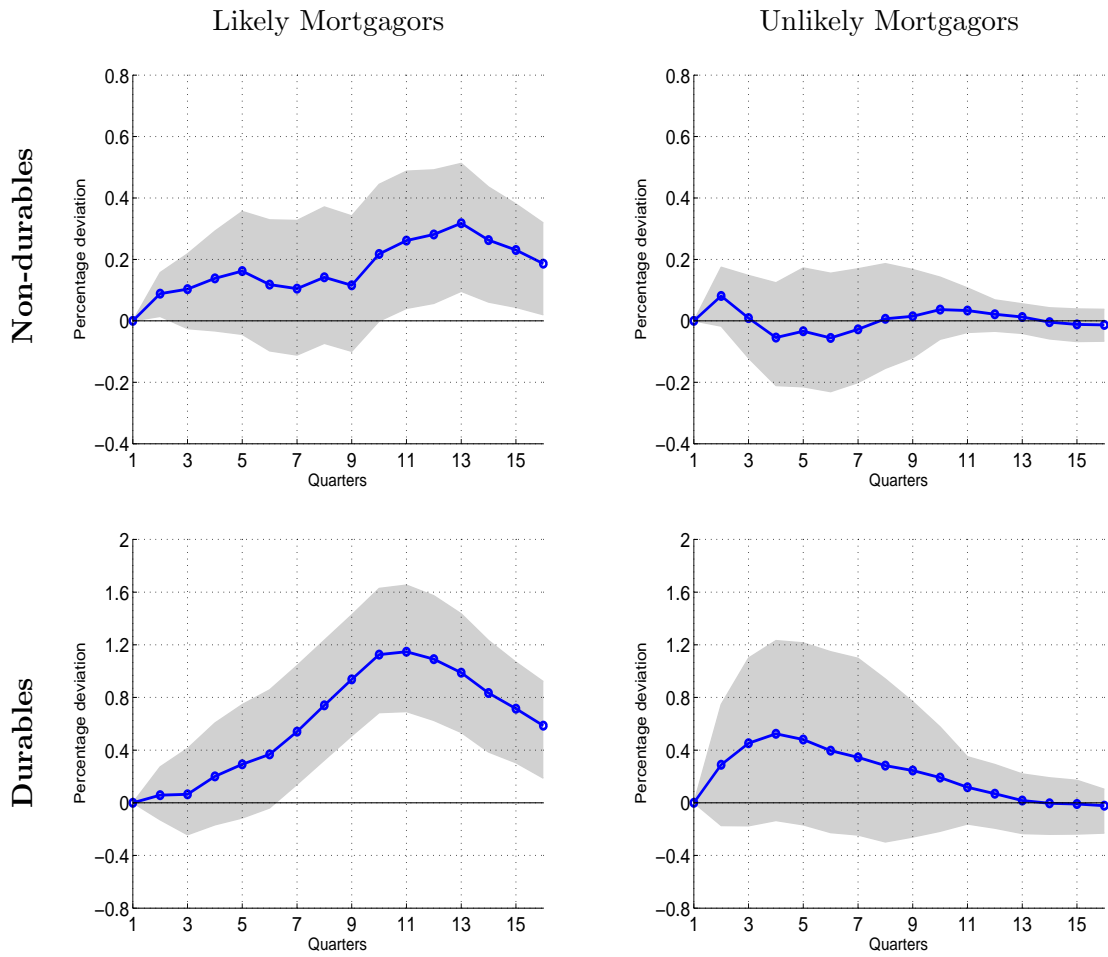 Likely Mortgagors
Unlikely Mortgagors
Non-durables
Percentage deviation
0.8
0.6
0.4
0.2
0
−0.2
−0.4
1 3 5 7 9 11 13 15
Quarters
Percentage deviation
0.8
0.6
0.4
0.2
0
−0.2
−0.4
1 3 5 7 9 11 13 15
Quarters
Durables
Percentage deviation
2
1.6
1.2
0.8
0.4
0
−0.4
−0.8
1 3 5 7 9 11 13 15
Quarters
Percentage deviation
2
1.6
1.2
0.8
0.4
0
−0.4
−0.8
1 3 5 7 9 11 13 15
Quarters